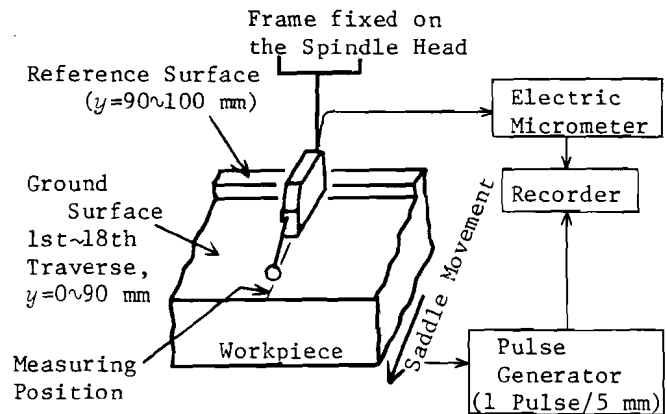 Frame fixed on
the Spindle Head
Reference Surface
(y=90~100 mm)
Electric
Micrometer
Ground
Surface
1st~18th
Traverse,
y=0~90 mm
Recorder
Saddle Movement
Measuring
Position
Workpiece
Pulse
Generator
(1 Pulse/5 mm)